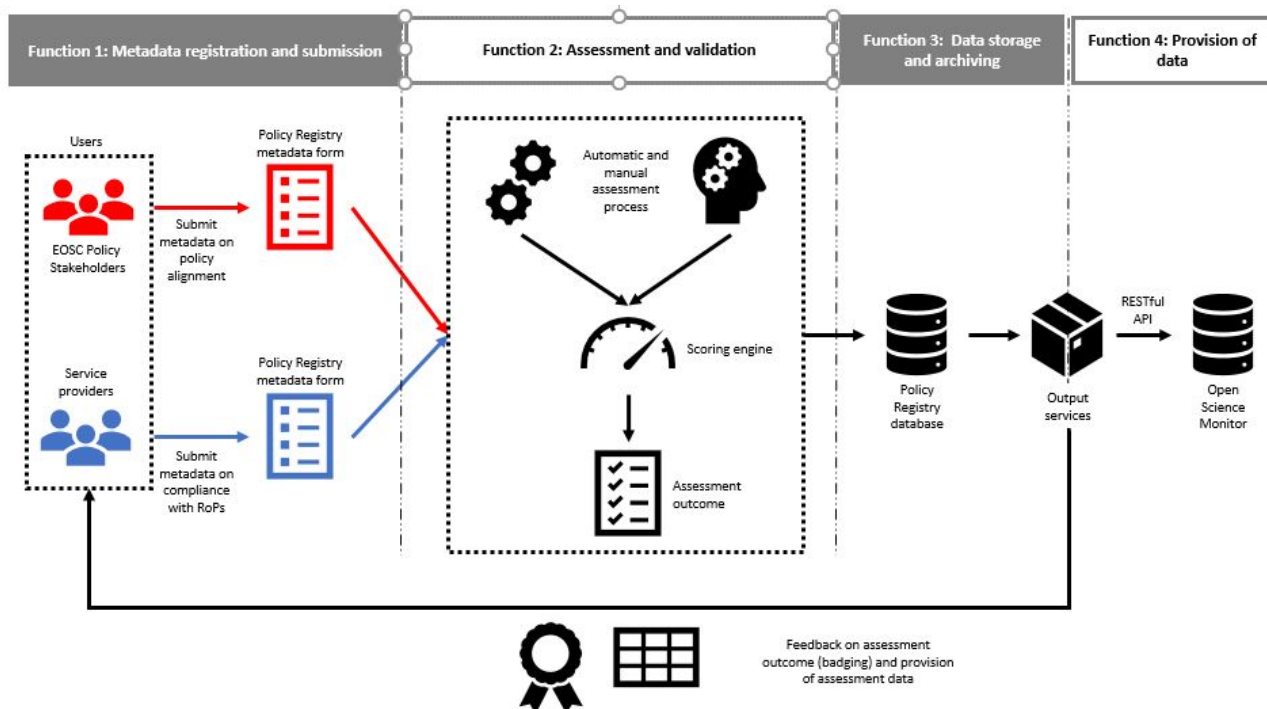 Function 1: Metadata registration and submission
Function 2: Assessment and validation
Function 3: Data storage
and archiving
Function 4: Provision of
data
Users
EOSC Policy
Stakeholders
Submit
metadata on
policy
alignment
Policy Registry
metadata form
Service
providers
Submit
metadata on
compliance
with RoPs
Policy Registry
metadata form
Automatic and
manual
assessment
process
Scoring engine
Assessment
outcome
Policy
Registry
database
Output
services
RESTful
API
Open
Science
Monitor
Feedback on assessment
outcome (badging) and provision
of assessment data